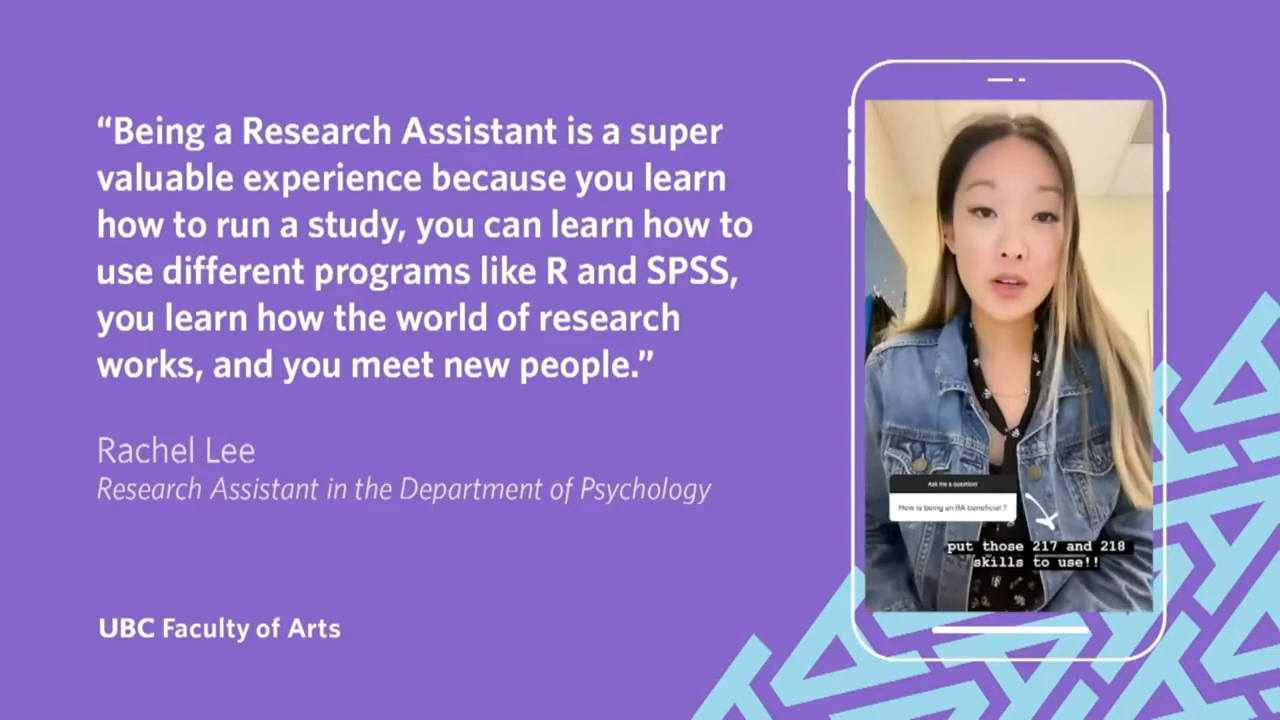 “Being a Research Assistant is a super
valuable experience because you learn
how to run a study, you can learn how to
use different programs like R and SPSS,
you learn how the world of research
works, and you meet new people.”
Rachel Lee
Research Assistant in the Department of Psychology
UBC Faculty of Arts
Ask me a question!
How is being an RA beneficial ?
put those 217 and 218
skills to use!!